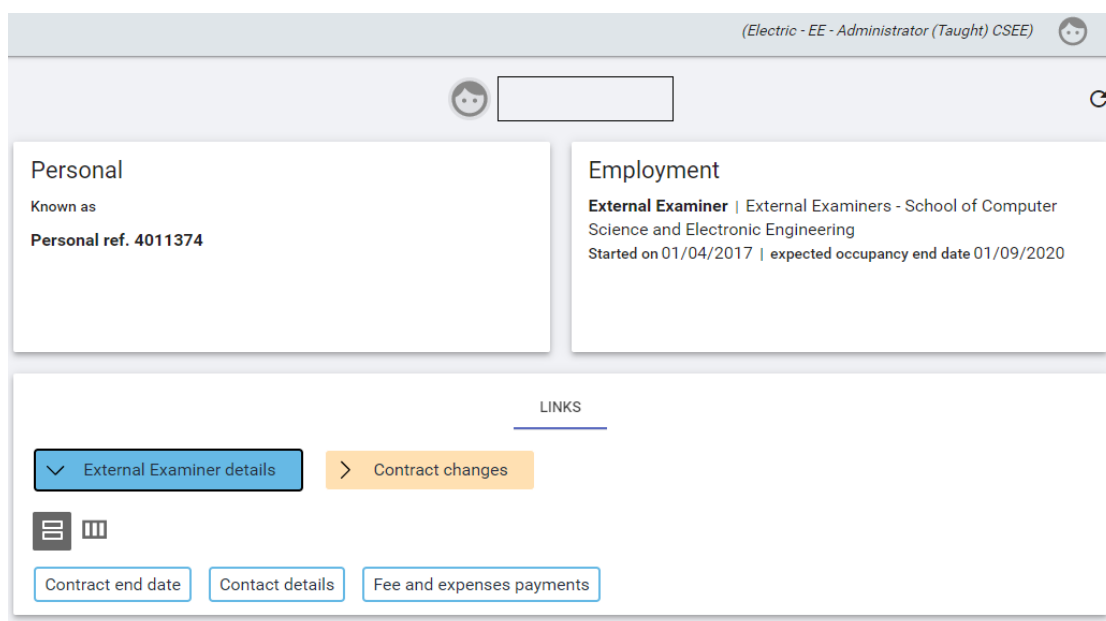 (Electric - EE - Administrator (Taught) CSEE)
Personal
Known as
Personal ref. 4011374
Employment
External Examiner | External Examiners - School of Computer
Science and Electronic Engineering
Started on 01/04/2017 | expected occupancy end date 01/09/2020
LINKS
External Examiner details
Contract changes
Contract end date
Contact details
Fee and expenses payments